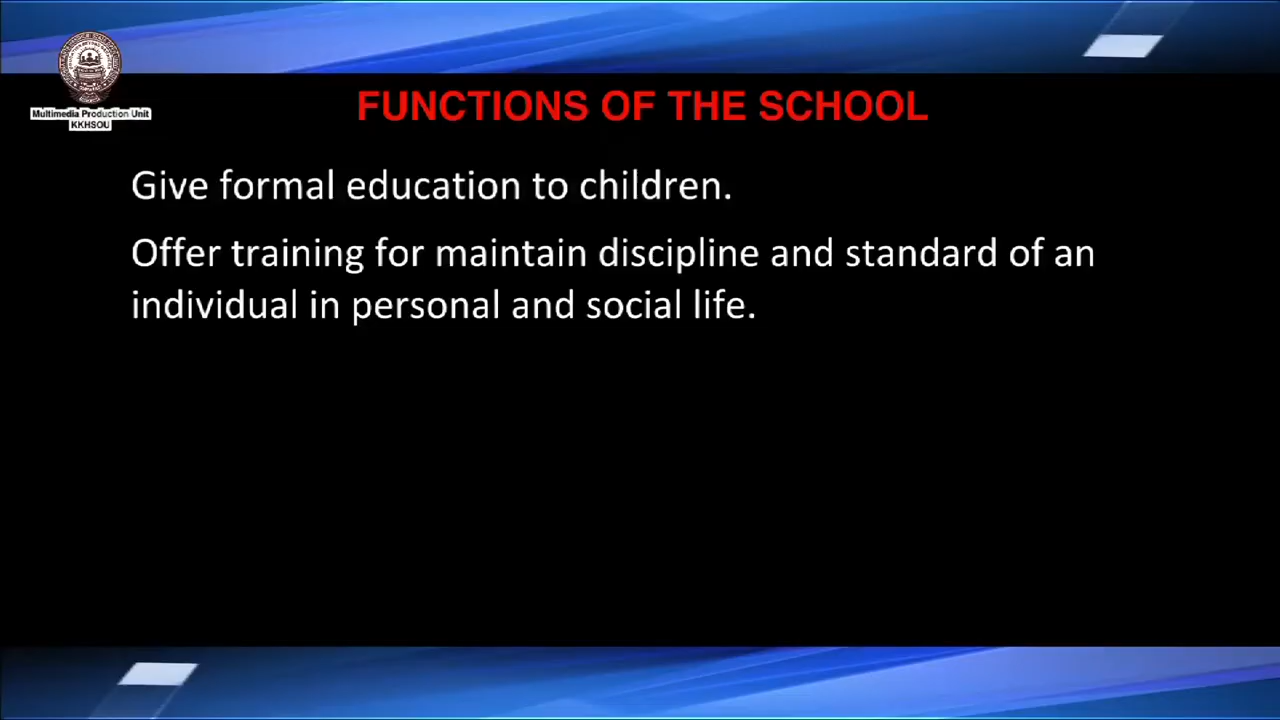 Multimedia Production Unit
KKHSOU
FUNCTIONS OF THE SCHOOL
Give formal education to children.
Offer training for maintain discipline and standard of an
individual in personal and social life.